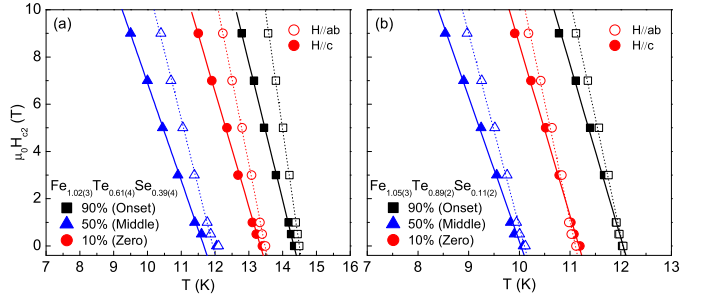 (a)
H//ab
H//c
Fe1.02(3)Te0.61(4)Se0.39(4)
90% (Onset)
50% (Middle)
10% (Zero)
μ0Hc2 (T)
10
8
6
4
2
0
7 8 9 10 11 12 13 14 15 16
T (K)
(b)
H//ab
H//c
Fe1.05(3)Te0.89(2)Se0.11(2)
90% (Onset)
50% (Middle)
10% (Zero)
7 8 9 10 11 12 13
T (K)